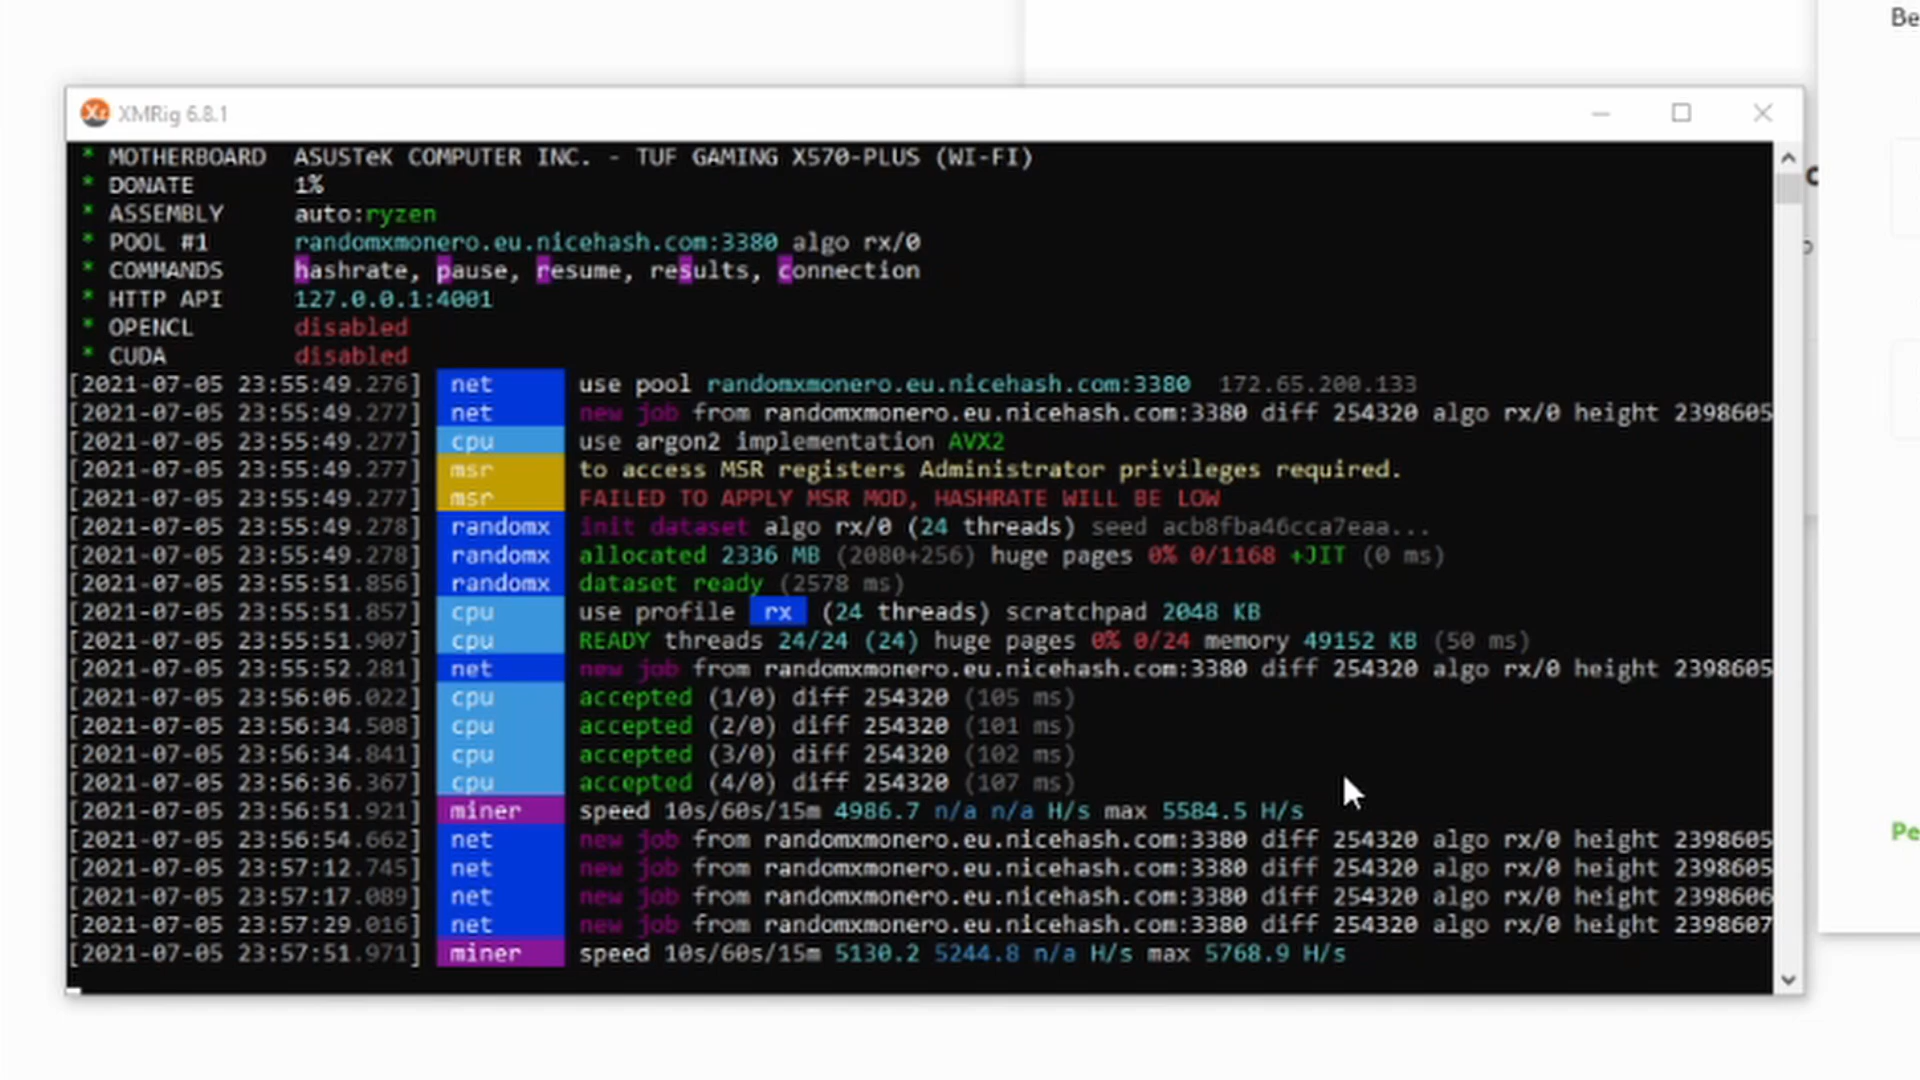 Be
XMRig 6.8.1
* MOTHERBOARD ASUSTeK COMPUTER INC. - TUF GAMING X570-PLUS (WI-FI)
* DONATE 1%
* ASSEMBLY auto:ryzen
* POOL #1 randomxmonero.eu.nicehash.com:3380 algo rx/0
* COMMANDS hashrate, pause, resume, results, connection
* HTTP API 127.0.0.1:4001
* OPENCL disabled
* CUDA disabled
[2021-07-05 23:55:49.276] net use pool randomxmonero.eu.nicehash.com:3380 172.65.200.133
[2021-07-05 23:55:49.277] net new job from randomxmonero.eu.nicehash.com:3380 diff 254320 algo rx/0 height 2398605
[2021-07-05 23:55:49.277] cpu use argon2 implementation AVX2
[2021-07-05 23:55:49.277] msr to access MSR registers Administrator privileges required.
[2021-07-05 23:55:49.277] msr FAILED TO APPLY MSR MOD, HASHRATE WILL BE LOW
[2021-07-05 23:55:49.278] randomx init dataset algo rx/0 (24 threads) seed acb8fba46cca7eaa...
[2021-07-05 23:55:49.278] randomx allocated 2336 MB (2080+256) huge pages 0% 0/1168 +JIT (0 ms)
[2021-07-05 23:55:51.856] randomx dataset ready (2578 ms)
[2021-07-05 23:55:51.857] cpu use profile rx (24 threads) scratchpad 2048 KB
[2021-07-05 23:55:51.907] cpu READY threads 24/24 (24) huge pages 0% 0/24 memory 49152 KB (50 ms)
[2021-07-05 23:55:52.281] net new job from randomxmonero.eu.nicehash.com:3380 diff 254320 algo rx/0 height 2398605
[2021-07-05 23:56:06.022] cpu accepted (1/0) diff 254320 (105 ms)
[2021-07-05 23:56:34.508] cpu accepted (2/0) diff 254320 (101 ms)
[2021-07-05 23:56:34.841] cpu accepted (3/0) diff 254320 (102 ms)
[2021-07-05 23:56:36.367] cpu accepted (4/0) diff 254320 (107 ms)
[2021-07-05 23:56:51.921] miner speed 10s/60s/15m 4986.7 n/a n/a H/s max 5584.5 H/s
[2021-07-05 23:56:54.662] net new job from randomxmonero.eu.nicehash.com:3380 diff 254320 algo rx/0 height 2398605
[2021-07-05 23:57:12.745] net new job from randomxmonero.eu.nicehash.com:3380 diff 254320 algo rx/0 height 2398605
[2021-07-05 23:57:17.089] net new job from randomxmonero.eu.nicehash.com:3380 diff 254320 algo rx/0 height 2398606
[2021-07-05 23:57:29.016] net new job from randomxmonero.eu.nicehash.com:3380 diff 254320 algo rx/0 height 2398607
[2021-07-05 23:57:51.971] miner speed 10s/60s/15m 5130.2 5244.8 n/a H/s max 5768.9 H/s
Pe